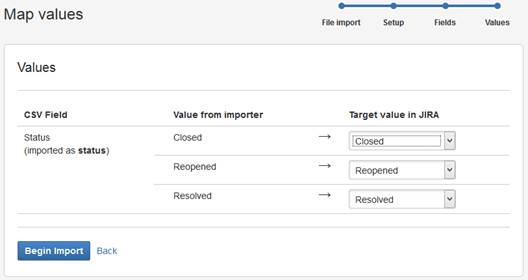 Map values
File import Setup Fields Values
Values
CSV Field Value from importer Target value in JIRA
Status Closed → Closed
(imported as status)
Reopened → Reopened
Resolved → Resolved
Begin Import Back